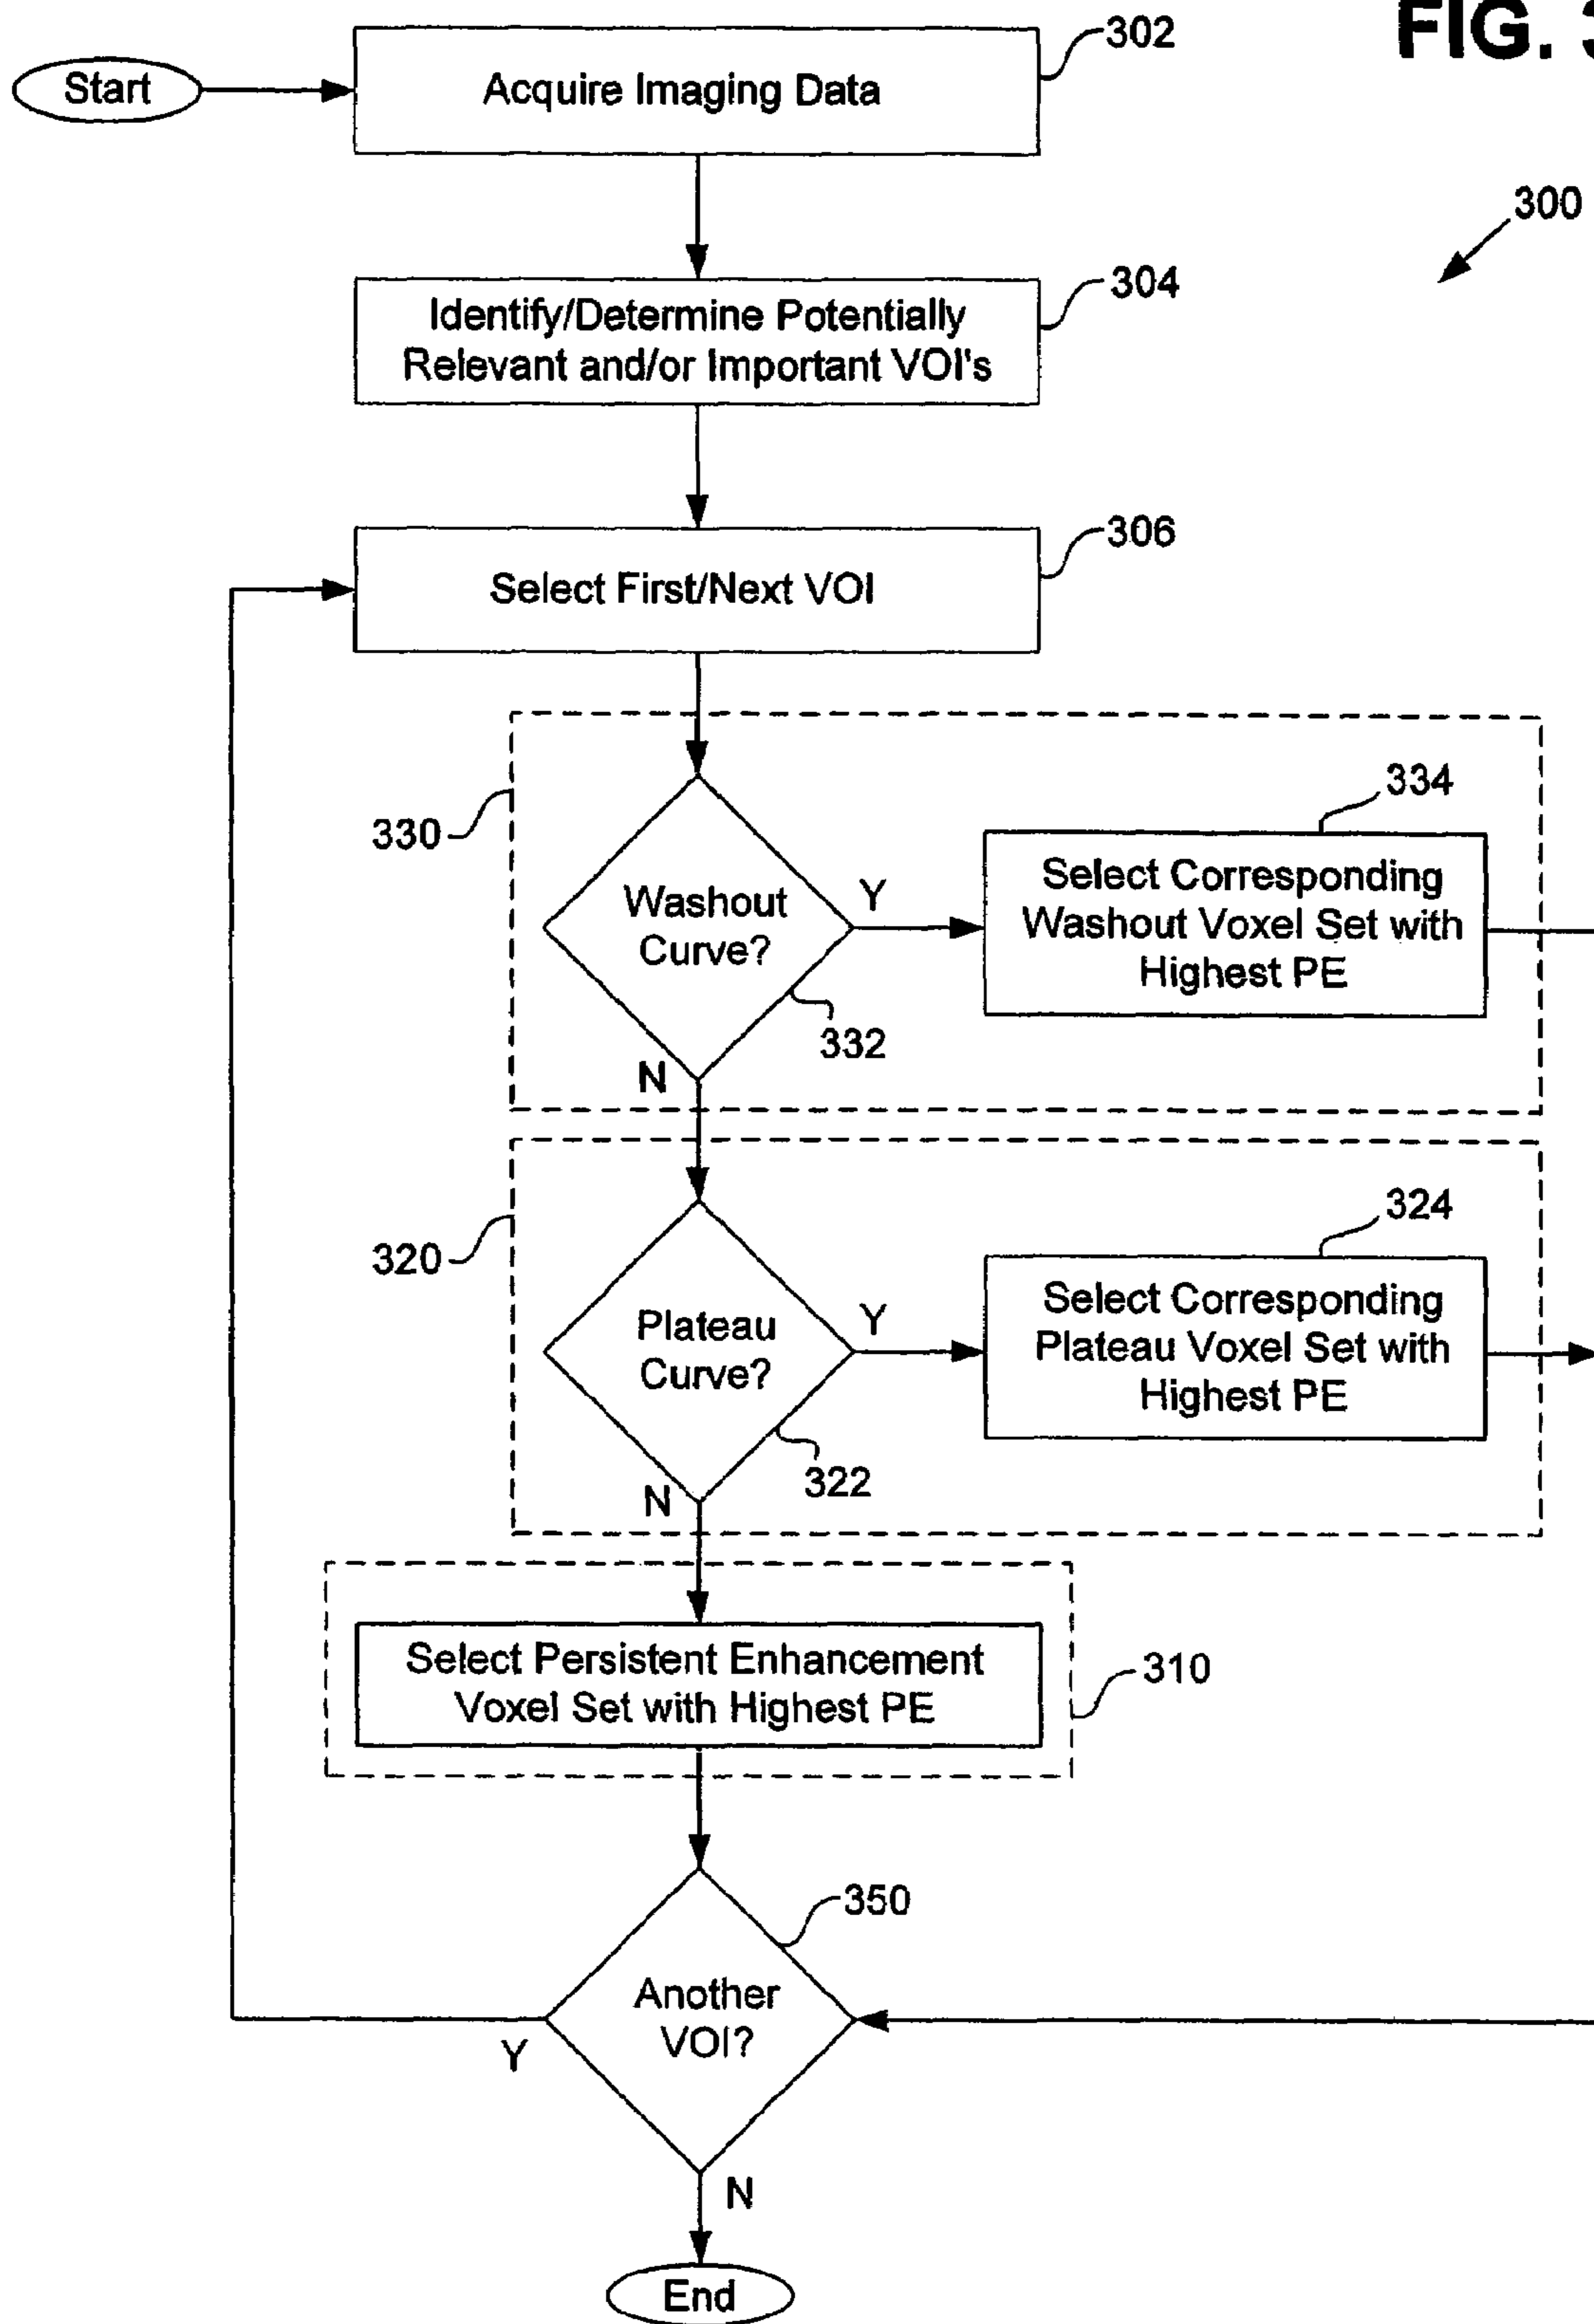 FIG. 3
302
Start
Acquire Imaging Data
300
304
Identify/Determine Potentially
Relevant and/or Important VOI's
306
Select First/Next VOI
330
334
Washout
Curve?
Y
Select Corresponding
Washout Voxel Set with
Highest PE
332
N
320
324
Plateau
Curve?
Y
Select Corresponding
Plateau Voxel Set with
Highest PE
322
N
Select Persistent Enhancement
Voxel Set with Highest PE
310
350
Another
VOI?
Y
N
End